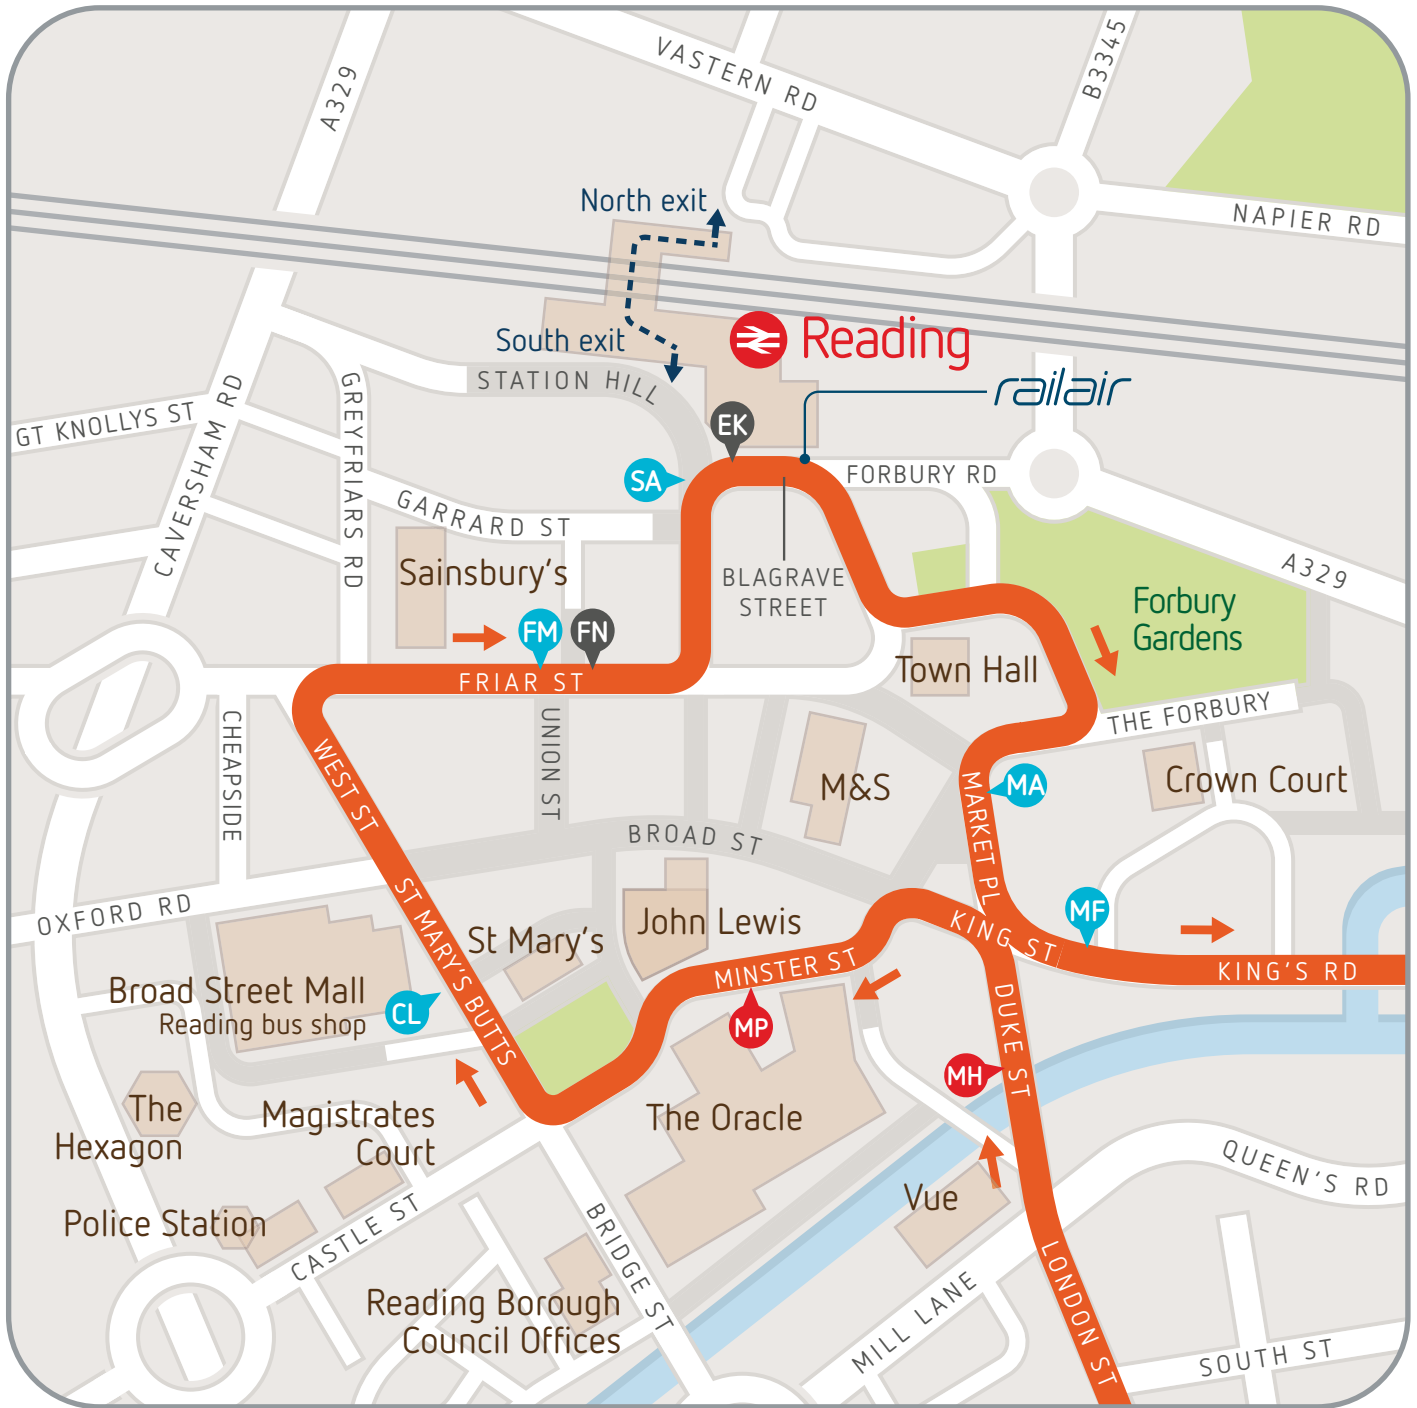 VASTERN RD
B3345
A329
North exit
NAPIER RD
South exit
Reading
STATION HILL
railair
GREYFRIARS RD
GT KNOLLYS ST
CAVERSHAM RD
EK
SA
FORBURY RD
GARRARD ST
A329
Sainsbury's
BLAGRAVE
STREET
Forbury
Gardens
FM
FN
Town Hall
FRIAR ST
THE FORBURY
CHEAPSIDE
UNION ST
WEST ST
M&S
MARKET PL
MA
Crown Court
BROAD ST
OXFORD RD
ST MARY'S BUTTS
St Mary's
John Lewis
MF
KING ST
MINSTER ST
KING'S RD
Broad Street Mall
Reading bus shop
CL
MP
DUKE ST
MH
The
Hexagon
Magistrates
Court
The Oracle
QUEEN'S RD
Vue
Police Station
CASTLE ST
BRIDGE ST
LONDON ST
Reading Borough
Council Offices
MILL LANE
SOUTH ST